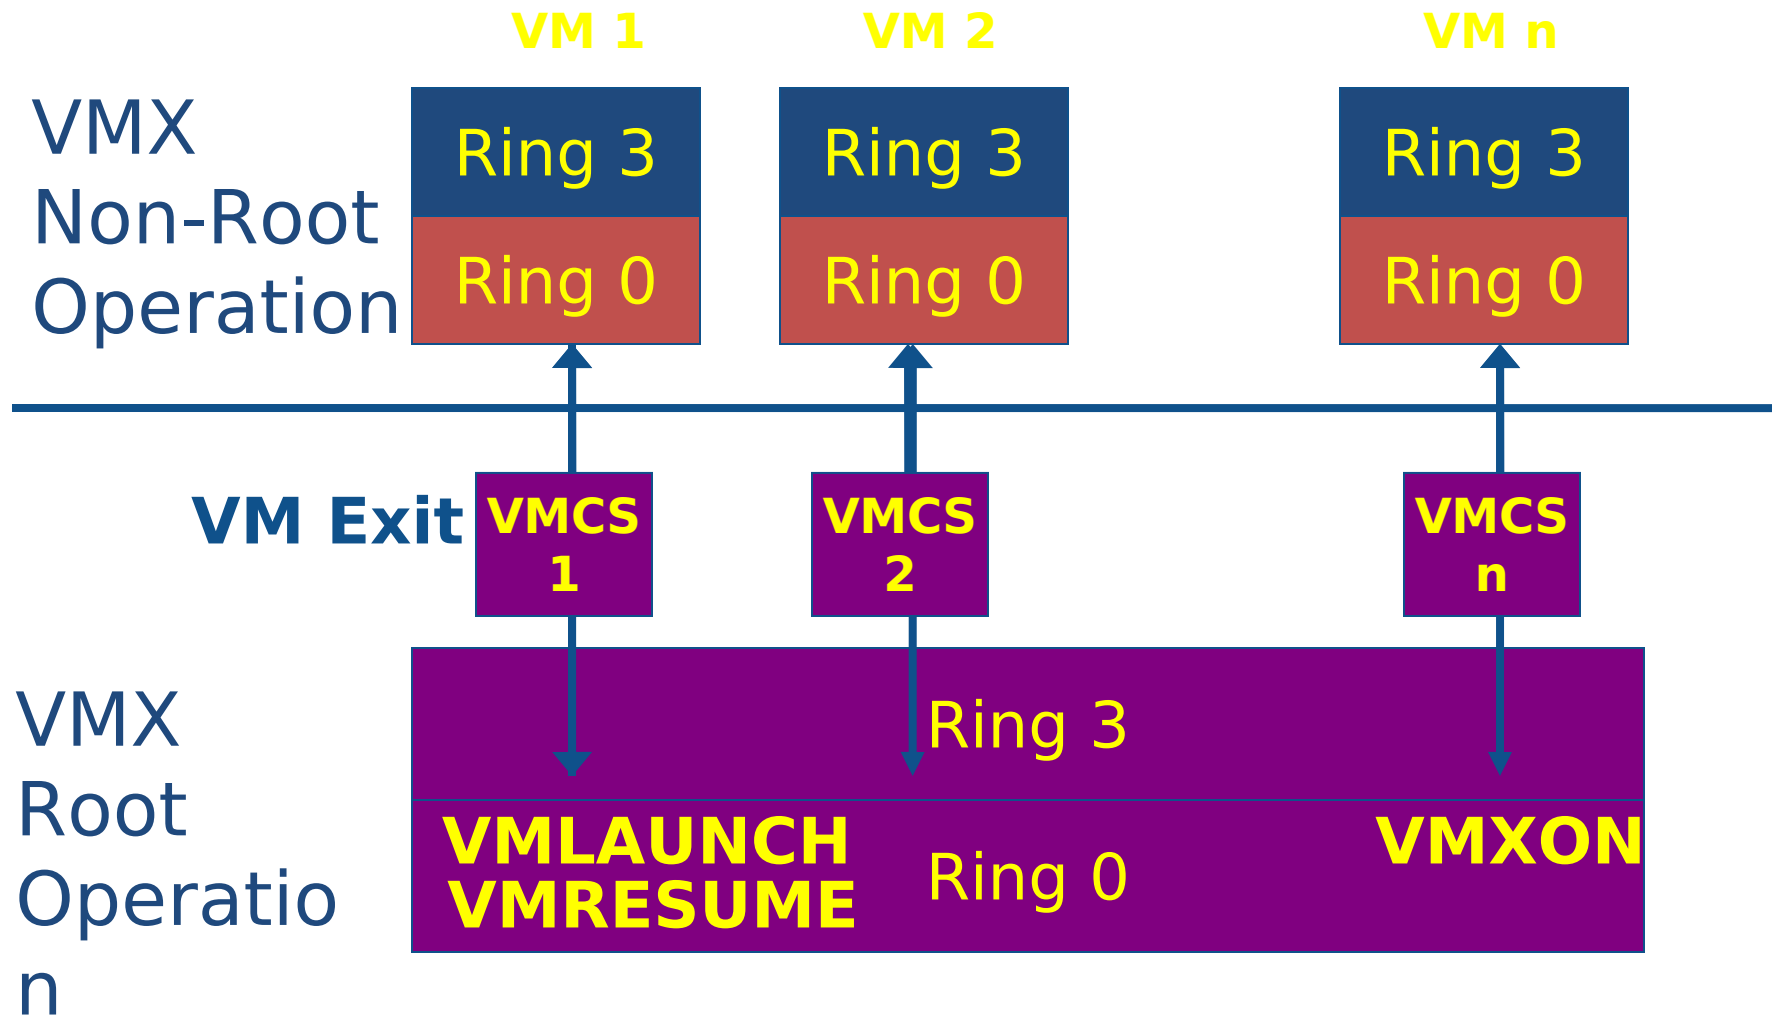 VM 1
VM 2
VM n
VMX
Non-Root
Operation
Ring 3
Ring 0
Ring 3
Ring 0
Ring 3
Ring 0
VM Exit
VMCS
1
VMCS
2
VMCS
n
VMX
Root
Operatio
n
Ring 3
VMLAUNCH
VMRESUME
Ring 0
VMXON